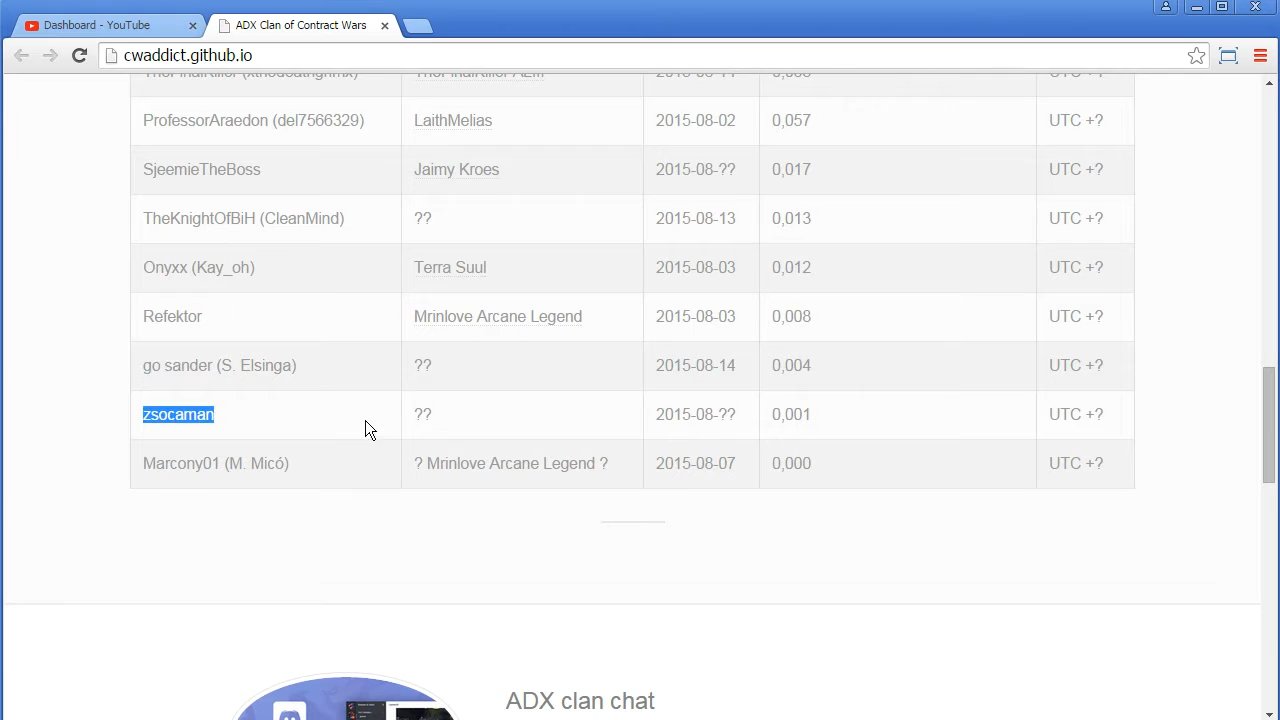 Dashboard - YouTube
ADX Clan of Contract Wars
cwaddict.github.io
ProfessorAraedon (del7566329) LaithMelias 2015-08-02 0,057 UTC +?
SjeemieTheBoss Jaimy Kroes 2015-08-?? 0,017 UTC +?
TheKnightOfBiH (CleanMind) ?? 2015-08-13 0,013 UTC +?
Onyxx (Kay_oh) Terra Suul 2015-08-03 0,012 UTC +?
Refektor Mrinlove Arcane Legend 2015-08-03 0,008 UTC +?
go sander (S. Elsinga) ?? 2015-08-14 0,004 UTC +?
zsocaman ?? 2015-08-?? 0,001 UTC +?
Marcony01 (M. Micó) ? Mrinlove Arcane Legend ? 2015-08-07 0,000 UTC +?
ADX clan chat